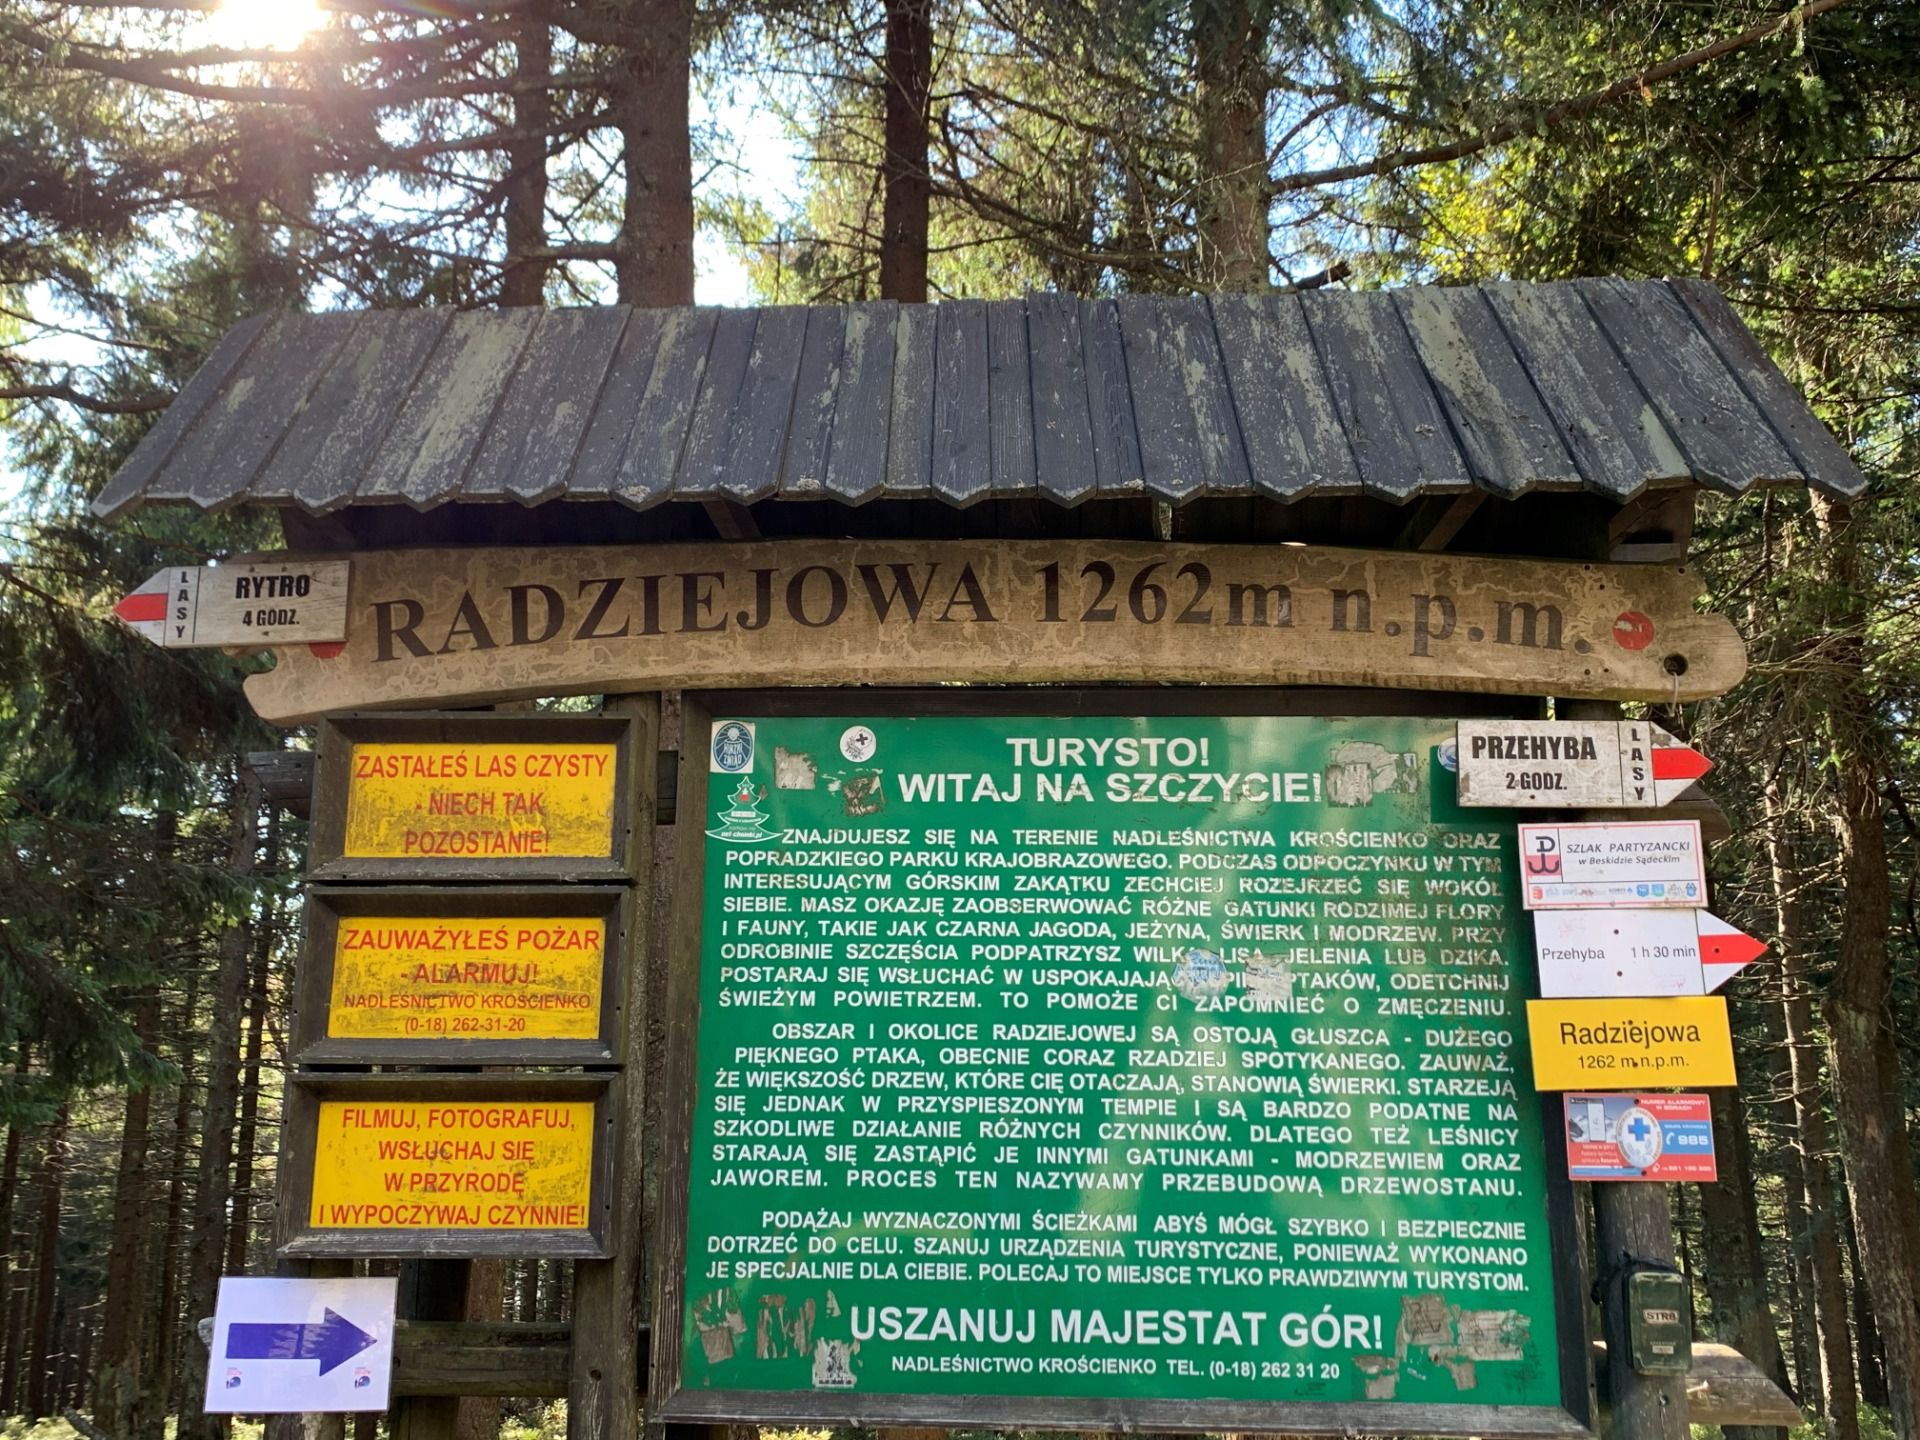 LASY
RYTRO
4 GODZ.
RADZIEJOWA 1262m n.p.m.
ZASTAŁEŚ LAS CZYSTY
- NIECH TAK
POZOSTANIE!
ZAUWAŻYŁEŚ POŻAR
- ALARMUJ!
NADLEŚNICTWO KROŚCIENKO
(0-18) 262-31-20
FILMUJ, FOTOGRAFUJ,
WSŁUCHAJ SIĘ
W PRZYRODĘ
I WYPOCZYWAJ CZYNNIE!
TURYSTO!
WITAJ NA SZCZYCIE!
ZNAJDUJESZ SIĘ NA TERENIE NADLEŚNICTWA KROŚCIENKO ORAZ
POPRADZKIEGO PARKU KRAJOBRAZOWEGO. PODCZAS ODPOCZYNKU W TYM
INTERESUJĄCYM GÓRSKIM ZAKĄTKU ZECHCIEJ ROZEJRZEĆ SIĘ WOKÓŁ
SIEBIE. MASZ OKAZJĘ ZAOBSERWOWAĆ RÓŻNE GATUNKI RODZIMEJ FLORY
I FAUNY, TAKIE JAK CZARNA JAGODA, JEŻYNA, ŚWIERK I MODRZEW. PRZY
ODROBINIE SZCZĘŚCIA PODPATRZYSZ WILKA, LISA, JELENIA LUB DZIKA.
POSTARAJ SIĘ WSŁUCHAĆ W USPOKAJAJĄ PTAKÓW, ODETCHNIJ
ŚWIEŻYM POWIETRZEM. TO POMOŻE CI ZAPOMNIEĆ O ZMĘCZENIU.
OBSZAR I OKOLICE RADZIEJOWEJ SĄ OSTOJĄ GŁUSZCA - DUŻEGO
PIĘKNEGO PTAKA, OBECNIE CORAZ RZADZIEJ SPOTYKANEGO. ZAUWAŻ,
ŻE WIĘKSZOŚĆ DRZEW, KTÓRE CIĘ OTACZAJĄ, STANOWIĄ ŚWIERKI. STARZEJĄ
SIĘ JEDNAK W PRZYSPIESZONYM TEMPIE I SĄ BARDZO PODATNE NA
SZKODLIWE DZIAŁANIE RÓŻNYCH CZYNNIKÓW. DLATEGO TEŻ LEŚNICY
STARAJĄ SIĘ ZASTĄPIĆ JE INNYMI GATUNKAMI - MODRZEWIEM ORAZ
JAWOREM. PROCES TEN NAZYWAMY PRZEBUDOWĄ DRZEWOSTANU.
PODĄŻAJ WYZNACZONYMI ŚCIEŻKAMI ABYŚ MÓGŁ SZYBKO I BEZPIECZNIE
DOTRZEĆ DO CELU. SZANUJ URZĄDZENIA TURYSTYCZNE, PONIEWAŻ WYKONANO
JE SPECJALNIE DLA CIEBIE. POLECAJ TO MIEJSCE TYLKO PRAWDZIWYM TURYSTOM.
USZANUJ MAJESTAT GÓR!
NADLEŚNICTWO KROŚCIENKO TEL. (0-18) 262 31 20
PRZEHYBA
2 GODZ.
LASY
SZLAK PARTYZANCKI
w Beskidzie Sądeckim
Przehyba 1 h 30 min
Radziejowa
1262 m n.p.m.
NUMER ALARMOWY
W GÓRACH
985